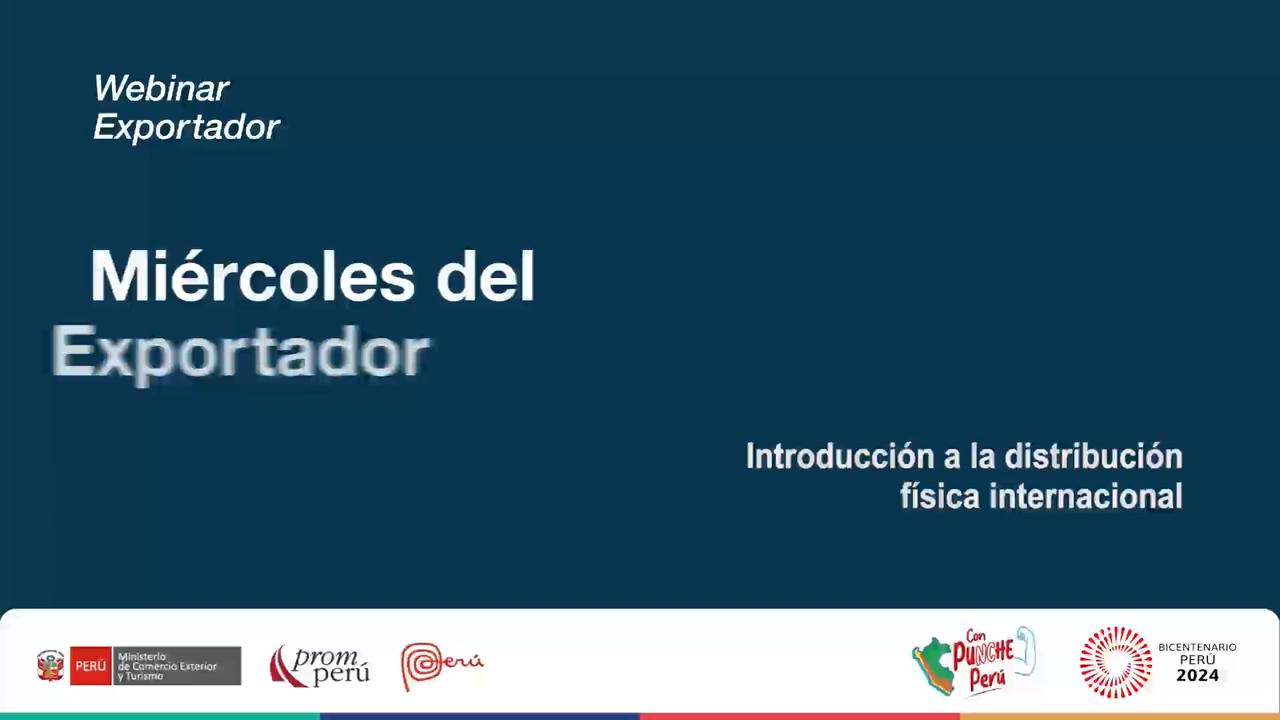 Webinar
Exportador
Miércoles del
Exportador
Introducción a la distribución
física internacional
PERÚ
Ministerio
de Comercio Exterior
y Turismo
prom
perú
Perú
Con
PUNCHE
Perú
BICENTENARIO
PERÚ
2024